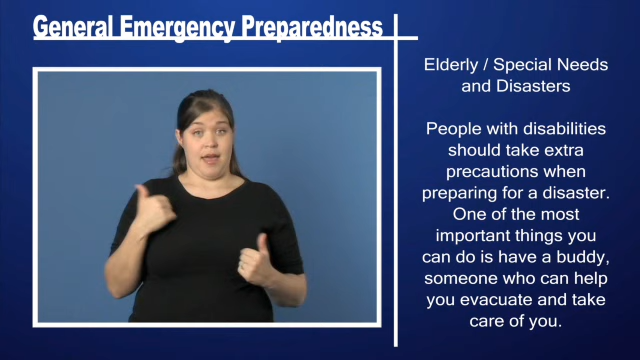 General Emergency Preparedness
Elderly / Special Needs
and Disasters
People with disabilities
should take extra
precautions when
preparing for a disaster.
One of the most
important things you
can do is have a buddy,
someone who can help
you evacuate and take
care of you.